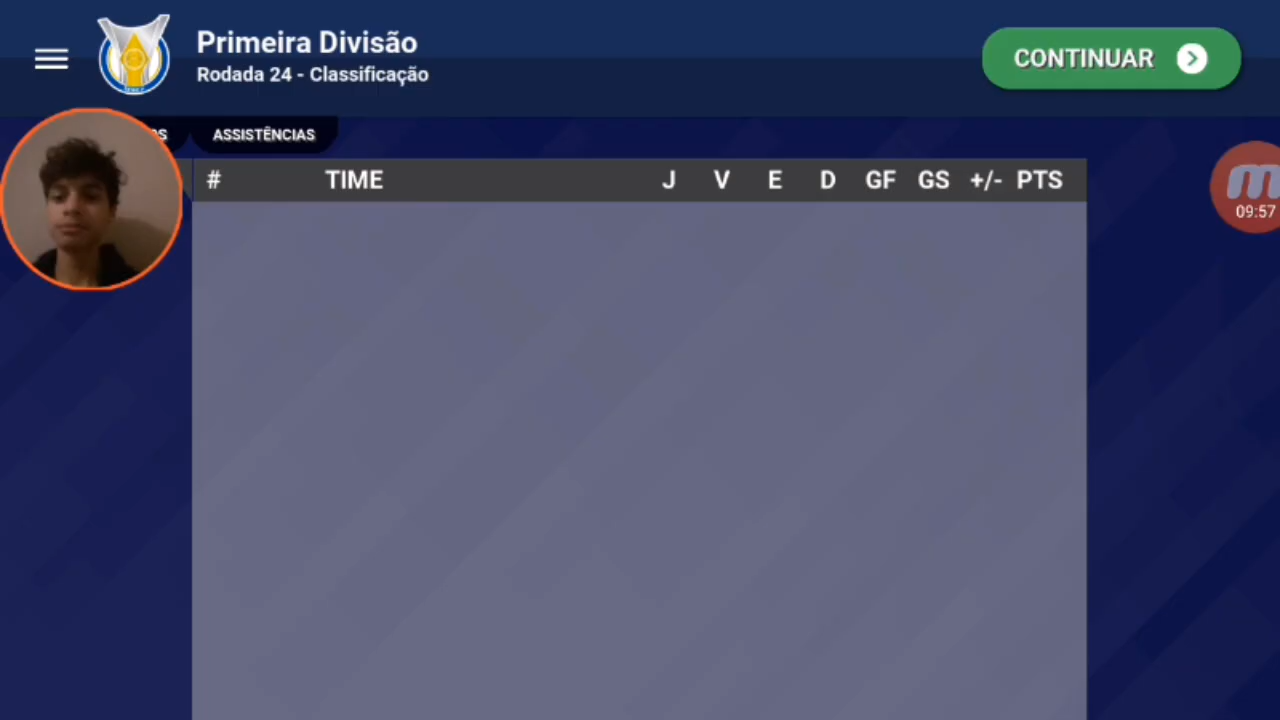 Primeira Divisão
Rodada 24 - Classificação
CONTINUAR
ASSISTÊNCIAS
# TIME J V E D GF GS +/- PTS
09:57